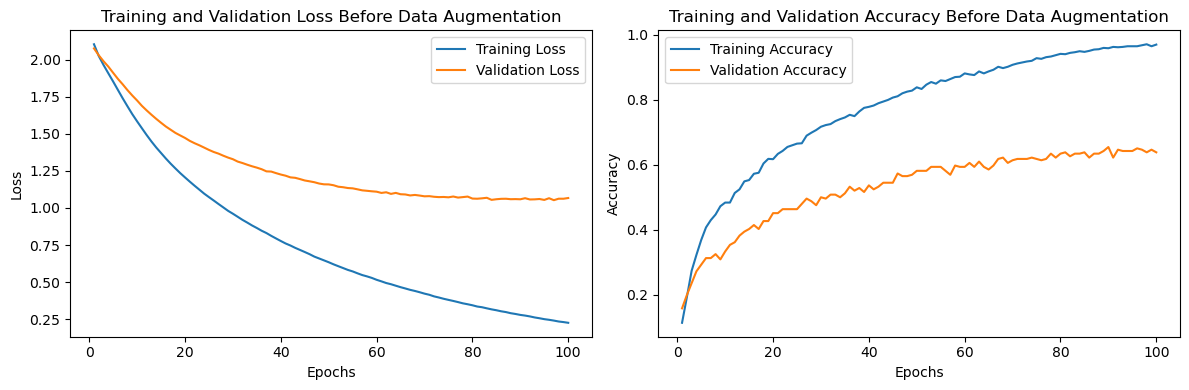 Training and Validation Loss Before Data Augmentation
Training Loss
Validation Loss
2.00
1.75
1.50
1.25
1.00
0.75
0.50
0.25
Loss
0
20
40
60
80
100
Epochs
Training and Validation Accuracy Before Data Augmentation
Training Accuracy
Validation Accuracy
1.0
0.8
0.6
0.4
0.2
Accuracy
0
20
40
60
80
100
Epochs